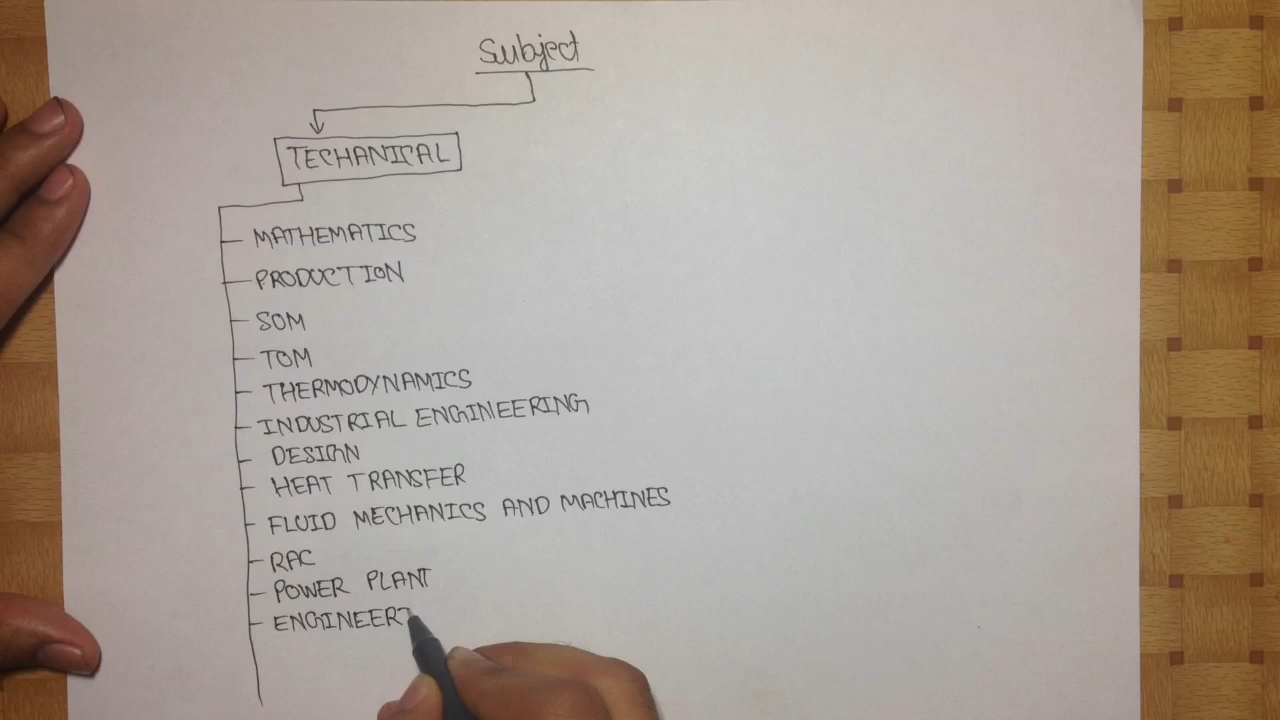 Subject
TECHANICAL
MATHEMATICS
PRODUCTION
SOM
TOM
THERMODYNAMICS
INDUSTRIAL ENGINEERING
DESIGN
HEAT TRANSFER
FLUID MECHANICS AND MACHINES
RAC
POWER PLANT
ENGINEERI